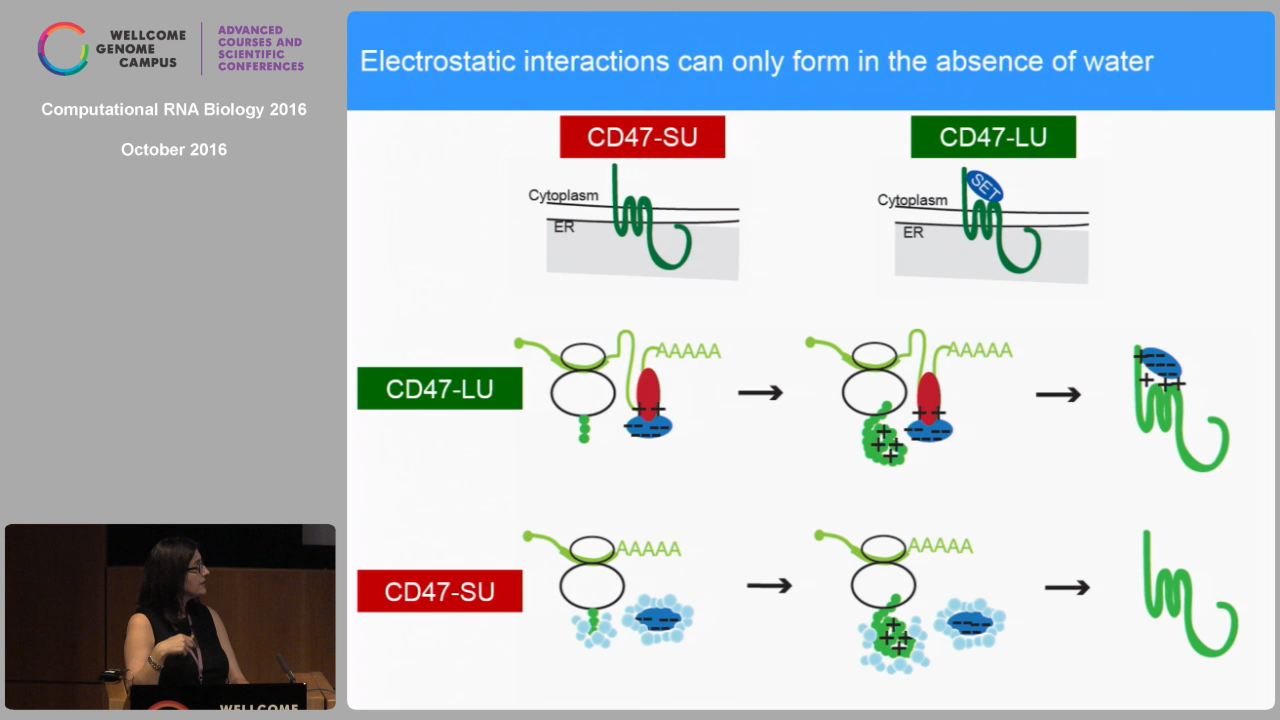 WELLCOME
GENOME
CAMPUS
ADVANCED
COURSES AND
SCIENTIFIC
CONFERENCES
Computational RNA Biology 2016
October 2016
Electrostatic interactions can only form in the absence of water
CD47-SU
CD47-LU
Cytoplasm
ER
Cytoplasm
SET
ER
CD47-LU
AAAAA
AAAAA
CD47-SU
AAAAA
AAAAA
WELLCOME